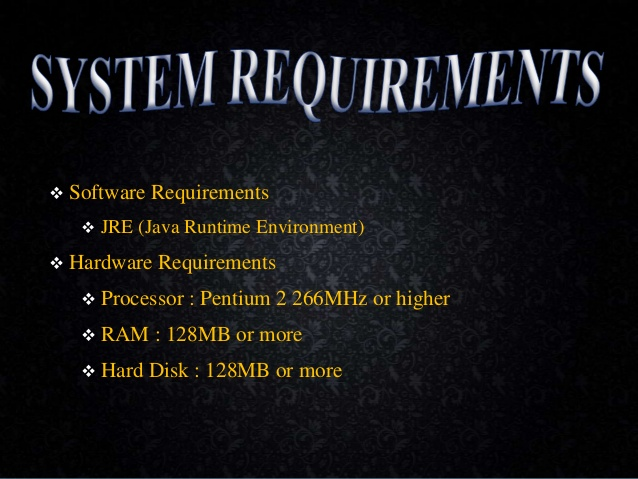 SYSTEM REQUIREMENTS
❖ Software Requirements
❖ JRE (Java Runtime Environment)
❖ Hardware Requirements
❖ Processor : Pentium 2 266MHz or higher
❖ RAM : 128MB or more
❖ Hard Disk : 128MB or more